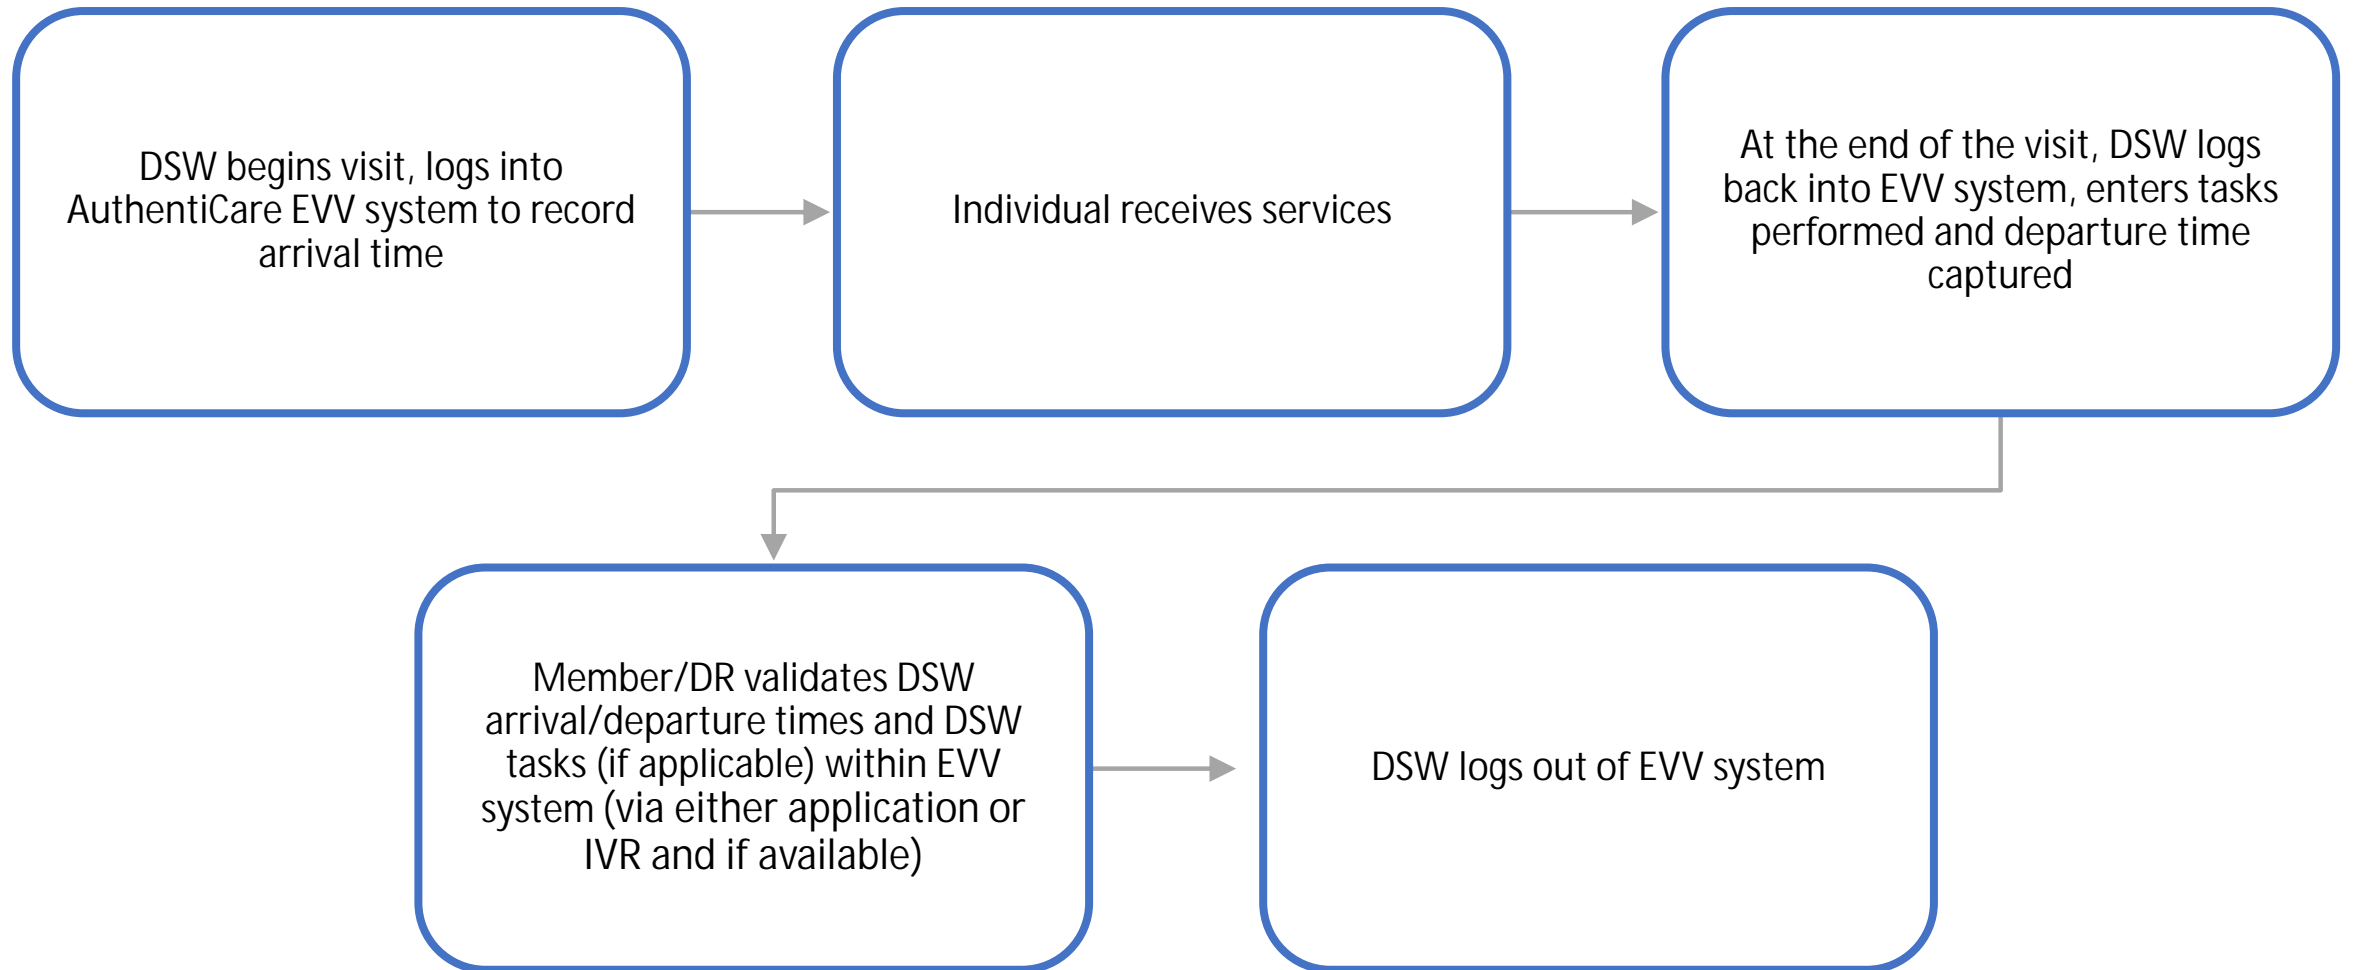 DSW begins visit, logs into
AuthentiCare EVV system to record
arrival time
Individual receives services
At the end of the visit, DSW logs
back into EVV system, enters tasks
performed and departure time
captured
Member/DR validates DSW
arrival/departure times and DSW
tasks (if applicable) within EVV
system (via either application or
IVR and if available)
DSW logs out of EVV system